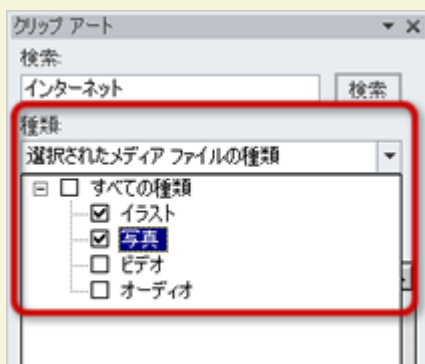 クリップ アート
検索:
インターネット 検索
種類:
選択されたメディア ファイルの種類
すべての種類
イラスト
写真
ビデオ
オーディオ